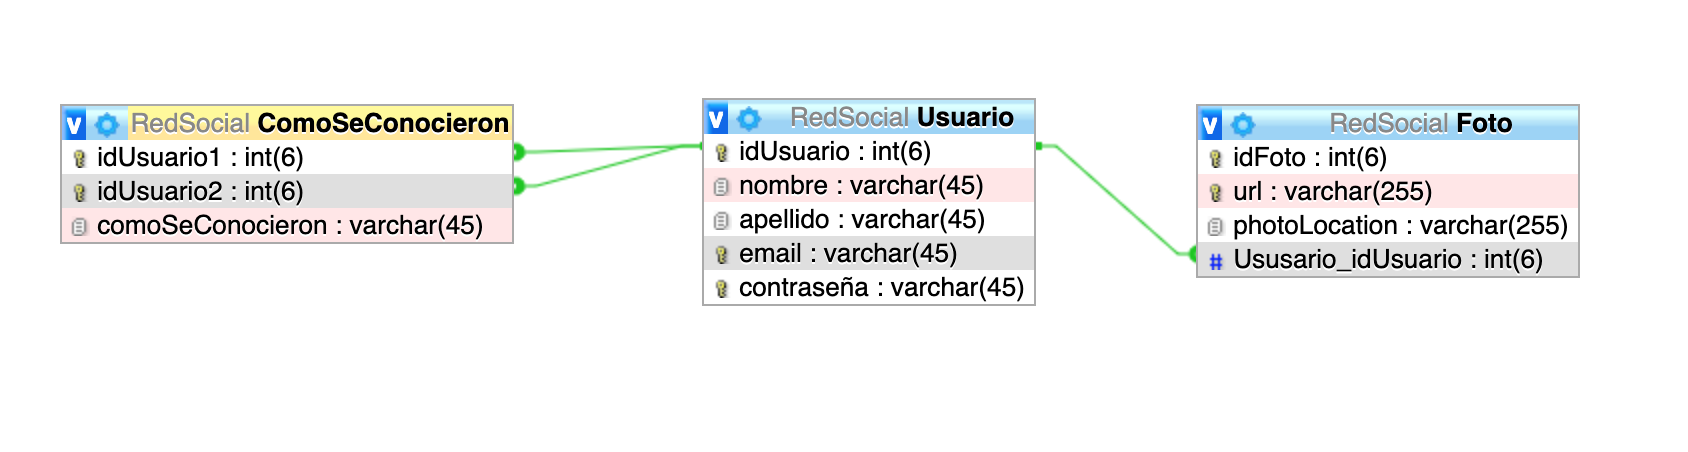 RedSocial ComoSeConocieron
idUsuario1 : int(6)
idUsuario2 : int(6)
comoSeConocieron : varchar(45)
RedSocial Usuario
idUsuario : int(6)
nombre : varchar(45)
apellido : varchar(45)
email : varchar(45)
contraseña : varchar(45)
RedSocial Foto
idFoto : int(6)
url : varchar(255)
photoLocation : varchar(255)
# Ususario_idUsuario : int(6)